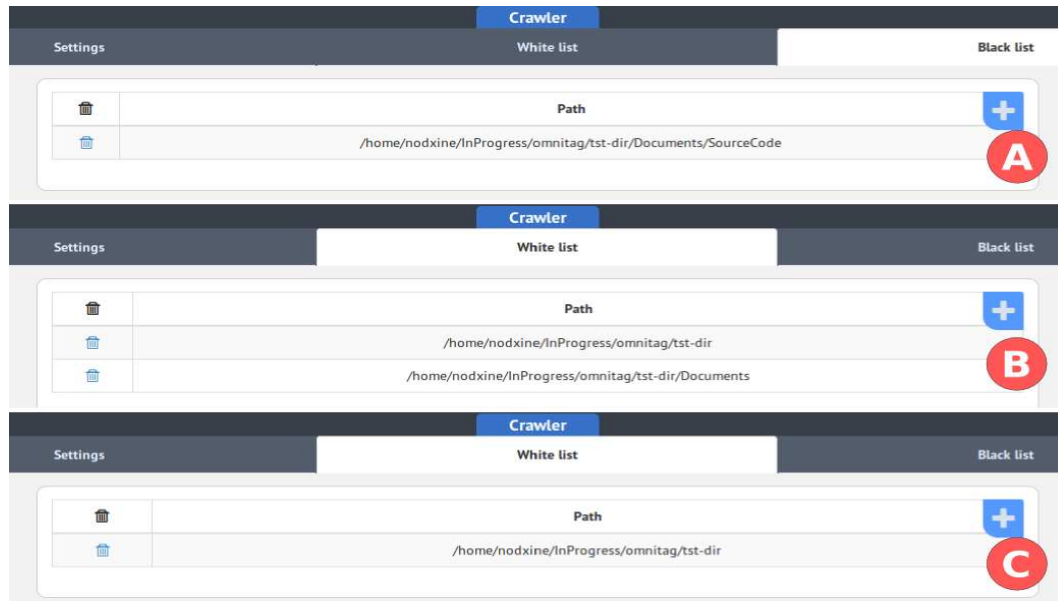 Crawler
Settings White list Black list
Path
/home/nodxine/InProgress/omnitag/tst-dir/Documents/SourceCode
A
Crawler
Settings White list Black list
Path
/home/nodxine/InProgress/omnitag/tst-dir
/home/nodxine/InProgress/omnitag/tst-dir/Documents
B
Crawler
Settings White list Black list
Path
/home/nodxine/InProgress/omnitag/tst-dir
C